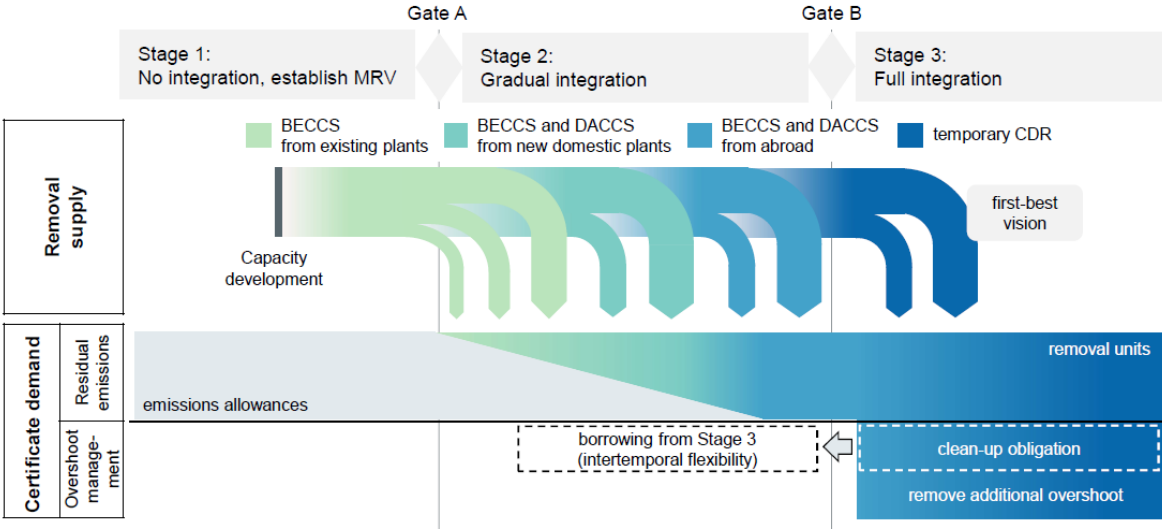 Gate A
Gate B
Stage 1:
No integration, establish MRV
Stage 2:
Gradual integration
Stage 3:
Full integration
BECCS
from existing plants
BECCS and DACCS
from new domestic plants
BECCS and DACCS
from abroad
temporary CDR
Removal
supply
Capacity
development
first-best
vision
Certificate demand
Residual
emissions
removal units
emissions allowances
Overshoot
manage-
ment
borrowing from Stage 3
(intertemporal flexibility)
clean-up obligation
remove additional overshoot